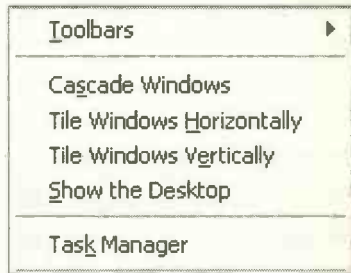 Toolbars
Cascade Windows
Tile Windows Horizontally
Tile Windows Vertically
Show the Desktop
Task Manager